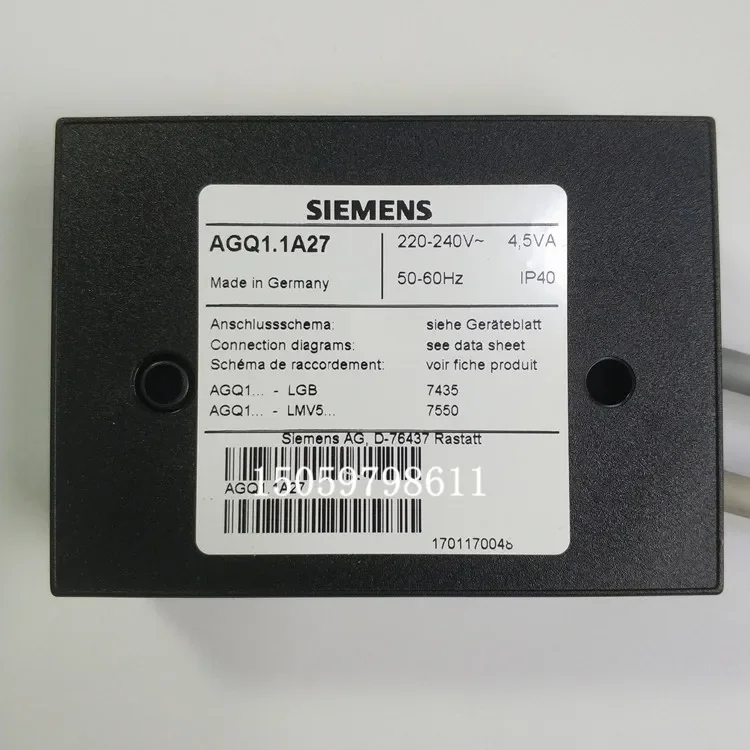 SIEMENS
AGQ1.1A27 220-240V~ 4,5VA
Made in Germany 50-60Hz IP40
Anschlussschema: siehe Geräteblatt
Connection diagrams: see data sheet
Schéma de raccordement: voir fiche produit
AGQ1... - LGB 7435
AGQ1... - LMV5... 7550
Siemens AG, D-76437 Rastatt
15059798611
AGQ1.1A27
1701170048